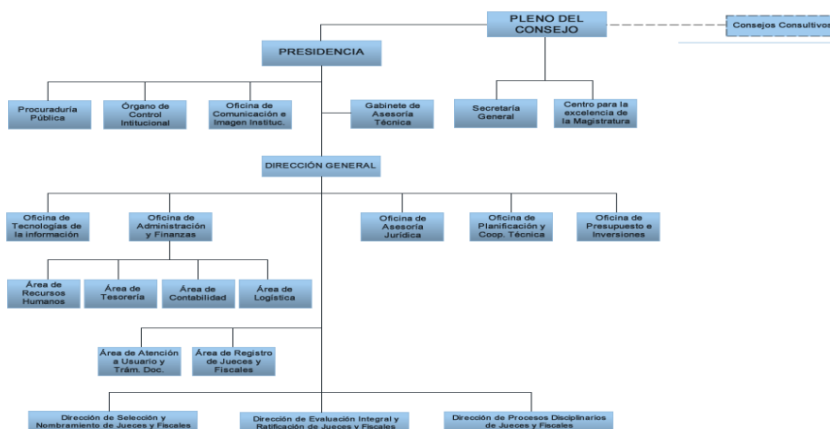 PLENO DEL
CONSEJO
Consejos Consultivos
PRESIDENCIA
Procuraduría
Pública
Órgano de
Control
Intitucional
Oficina de
Comunicación e
Imagen Instituc.
Gabinete de
Asesoría
Técnica
Secretaría
General
Centro para la
excelencia de
la Magistratura
DIRECCIÓN GENERAL
Oficina de
Tecnologías de
la información
Oficina de
Administración
y Finanzas
Oficina de
Asesoría
Jurídica
Oficina de
Planificación y
Coop. Técnica
Oficina de
Presupuesto e
Inversiones
Área de
Recursos
Humanos
Área de
Tesorería
Área de
Contabilidad
Área de
Logística
Área de Atención
a Usuario y
Trám. Doc.
Área de Registro
de Jueces y
Fiscales
Dirección de Selección y
Nombramiento de Jueces y Fiscales
Dirección de Evaluación Integral y
Ratificación de Jueces y Fiscales
Dirección de Procesos Disciplinarios
de Jueces y Fiscales